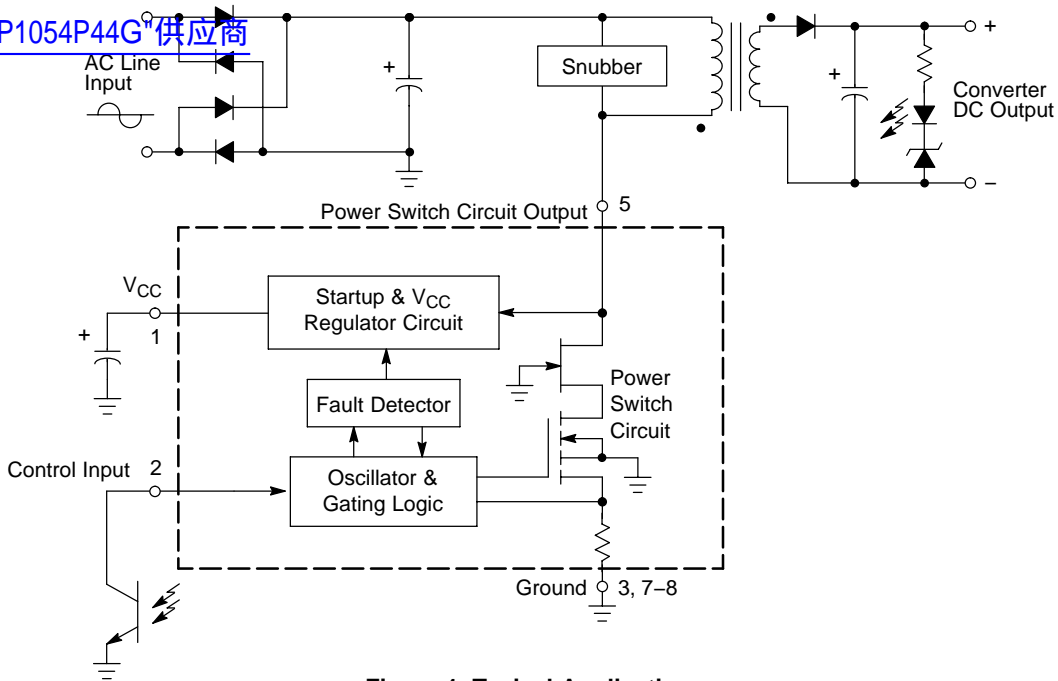 P1054P44G"供应商
AC Line
Input
+
Snubber
+
+
Converter
DC Output
−
Power Switch Circuit Output
5
VCC
1
+
Startup & VCC
Regulator Circuit
Fault Detector
Power
Switch
Circuit
Control Input
2
Oscillator &
Gating Logic
Ground
3, 7−8